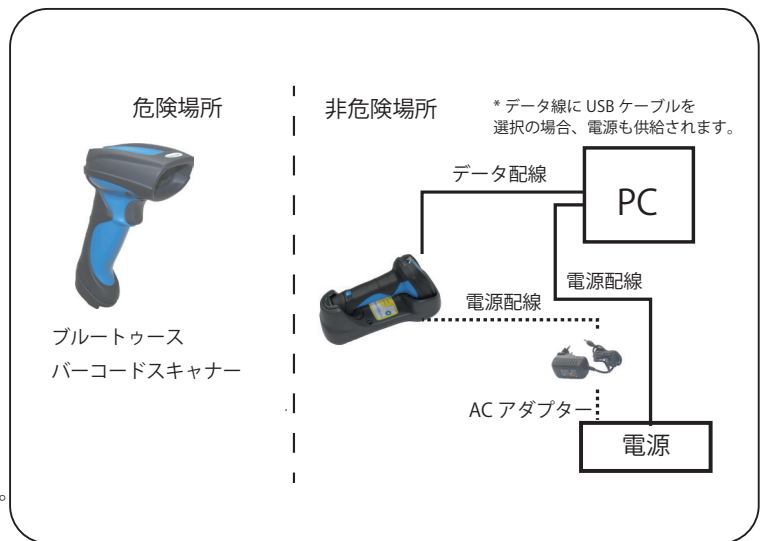 危険場所
非危険場所
* データ線に USB ケーブルを
選択の場合、電源も供給されます。
データ配線
PC
電源配線
電源配線
ブルートゥース
バーコードスキャナー
AC アダプター
電源
。